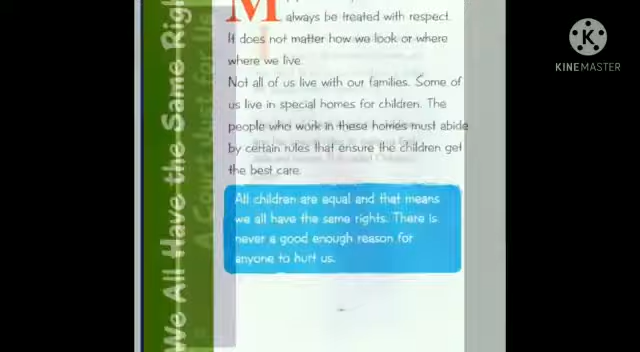 We All Have the Same Righ
A Court Just for Us
M
always be treated with respect.
It does not matter how we look or where
where we live.
Not all of us live with our families. Some of
us live in special homes for children. The
people who work in these homes must abide
by certain rules that ensure the children get
the best care.
All children are equal and that means
we all have the same rights. There is
never a good enough reason for
anyone to hurt us.
KINEMASTER